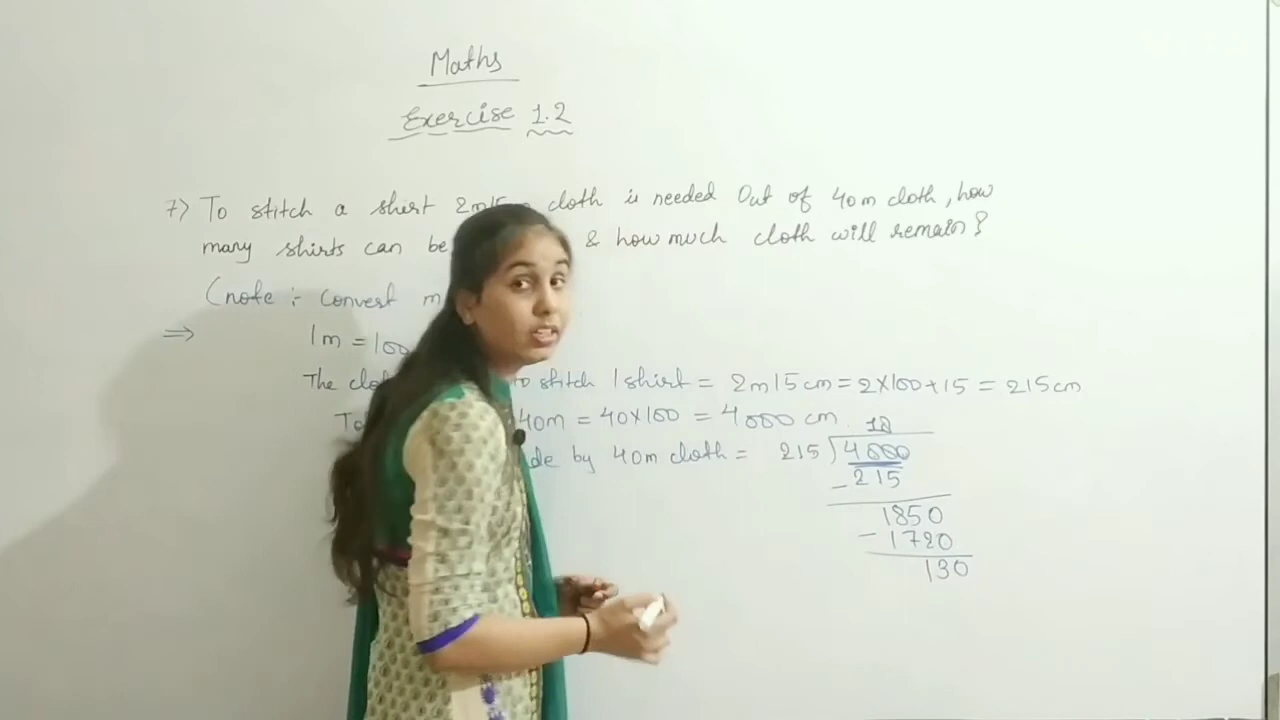 Maths
Exercise 1.2
7) To stitch a shirt 2m15 cloth is needed Out of 40m cloth, how
many shirts can be & how much cloth will remain?
(note :- convert m
⇒ 1m = 100
The clo to stitch 1 shirt = 2m15cm = 2×100+15 = 215cm
To 40m = 40×100 = 4000 cm
de by 40m cloth = 215)4000
18
- 215
1850
- 1720
130